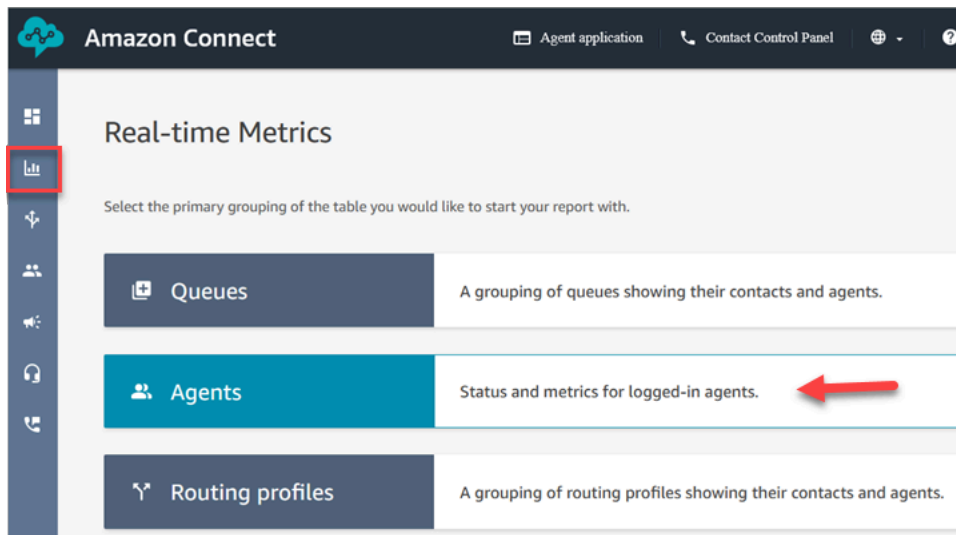 Amazon Connect
Agent application
Contact Control Panel
?
Real-time Metrics
Select the primary grouping of the table you would like to start your report with.
Queues
A grouping of queues showing their contacts and agents.
Agents
Status and metrics for logged-in agents.
Routing profiles
A grouping of routing profiles showing their contacts and agents.